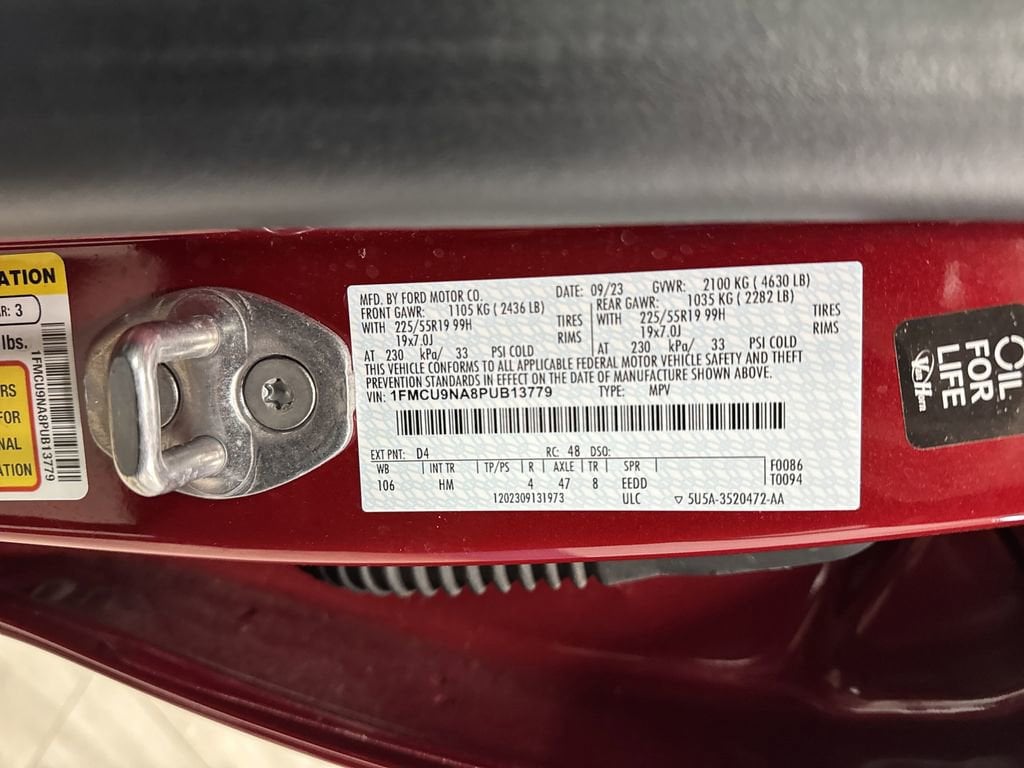 ATION
R: 3
lbs.
RS
FOR
NAL
ATION
1FMCU9NA8PUB13779
MFD. BY FORD MOTOR CO.
DATE: 09/23 GVWR: 2100 KG ( 4630 LB)
FRONT GAWR: 1105 KG ( 2436 LB)
WITH 225/55R19 99H TIRES
19x7.0J RIMS
AT 230 kPa/ 33 PSI COLD
REAR GAWR: 1035 KG ( 2282 LB)
WITH 225/55R19 99H TIRES
19x7.0J RIMS
AT 230 kPa/ 33 PSI COLD
THIS VEHICLE CONFORMS TO ALL APPLICABLE FEDERAL MOTOR VEHICLE SAFETY AND THEFT
PREVENTION STANDARDS IN EFFECT ON THE DATE OF MANUFACTURE SHOWN ABOVE.
VIN: 1FMCU9NA8PUB13779 TYPE: MPV
EXT PNT: D4 RC: 48 DSO:
WB INT TR TP/PS R AXLE TR SPR
106 HM 4 47 8 EEDD
F0086
T0094
1202309131973 ULC ▽ 5U5A-3520472-AA
OIL
FOR
LIFE